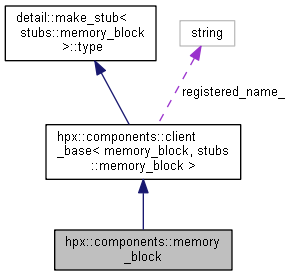 detail::make_stub<
stubs::memory_block
>::type
string
registered_name_
hpx::components::client
_base< memory_block, stubs
::memory_block >
hpx::components::memory
_block